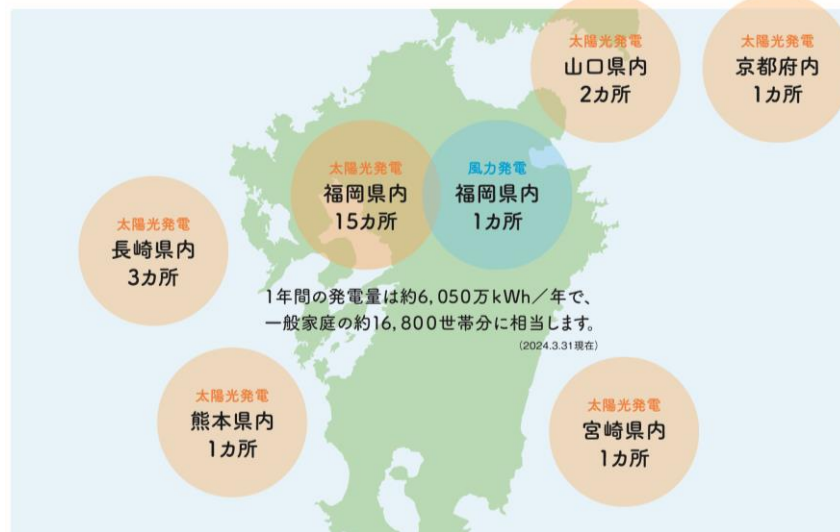 太陽光発電
山口県内
2カ所
太陽光発電
京都府内
1カ所
太陽光発電
福岡県内
15カ所
風力発電
福岡県内
1カ所
太陽光発電
長崎県内
3カ所
1年間の発電量は約6,050万kWh／年で、
一般家庭の約16,800世帯分に相当します。
(2024.3.31現在)
太陽光発電
熊本県内
1カ所
太陽光発電
宮崎県内
1カ所